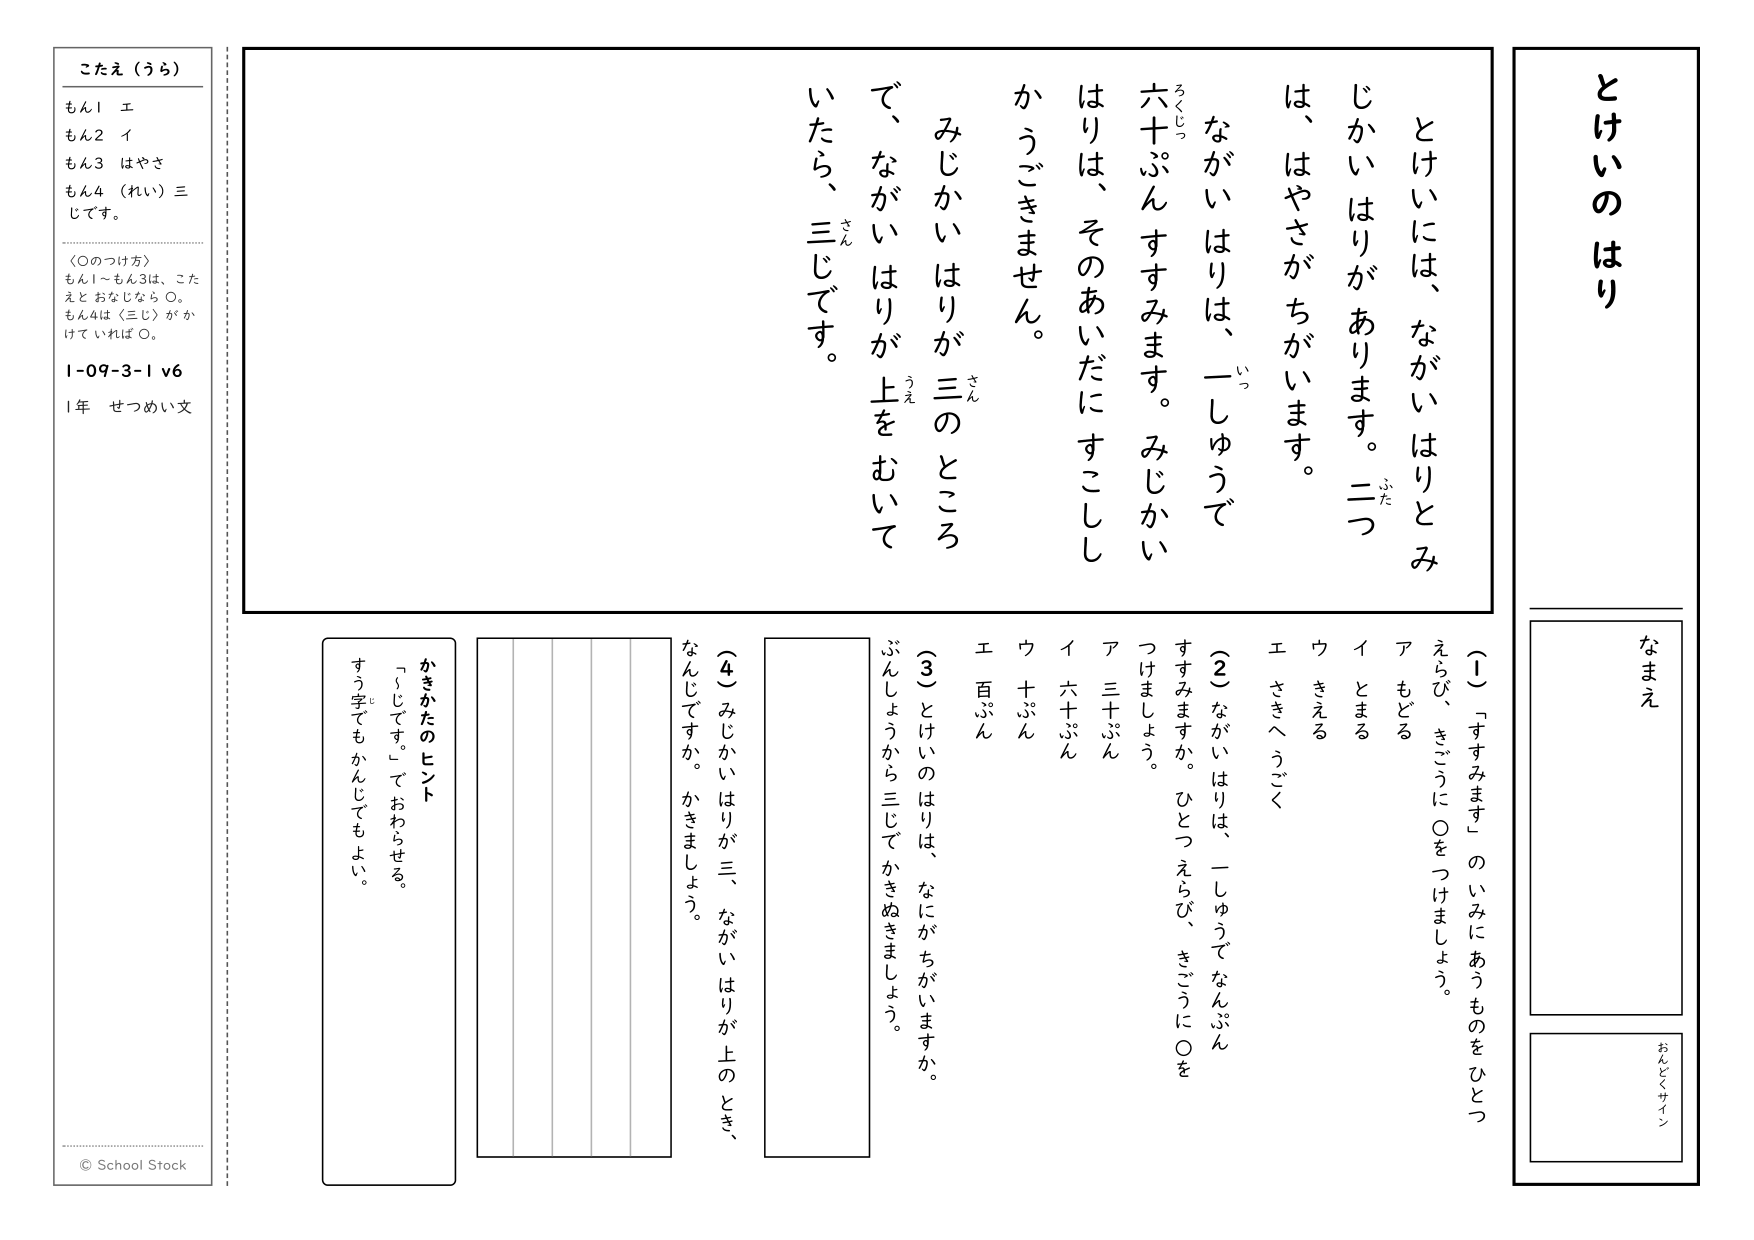 とけいの はり
なまえ
おんどくサイン
とけいには、ながい はりと み
じかい はりが あります。二つ
は、はやさが ちがいます。
ながい はりは、一しゅうで
六十ぷん すすみます。みじかい
はりは、そのあいだに すこしし
か うごきません。
みじかい はりが 三の ところ
で、ながい はりが 上を むいて
いたら、三じです。
ふた
いっ
ろくじっ
さん
うえ
さん
(1)「すすみます」の いみに あう ものを ひとつ
えらび、きごうに ○を つけましょう。
ア もどる
イ とまる
ウ きえる
エ さきへ うごく
(2)ながい はりは、一しゅうで なんぷん
すすみますか。ひとつ えらび、きごうに ○を
つけましょう。
ア 三十ぷん
イ 六十ぷん
ウ 十ぷん
エ 百ぷん
(3)とけいの はりは、なにが ちがいますか。
ぶんしょうから 三じで かきぬきましょう。
(4)みじかい はりが 三、ながい はりが 上の とき、
なんじですか。かきましょう。
かきかたの ヒント
「~じです。」で おわらせる。
すう字でも かんじでも よい。
じ
こたえ(うら)
もん1 エ
もん2 イ
もん3 はやさ
もん4 (れい)三
じです。
〈○のつけ方〉
もん1~もん3は、こた
えと おなじなら ○。
もん4は〈三じ〉が か
けて いれば ○。
1-09-3-1 v6
1年 せつめい文
© School Stock